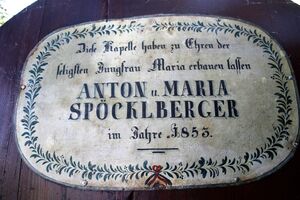 Diese Kapelle haben zu Ehren der
seligsten Jungfrau Maria erbauen lassen
ANTON u. MARIA
SPÖCKLBERGER
im Jahre 1853.